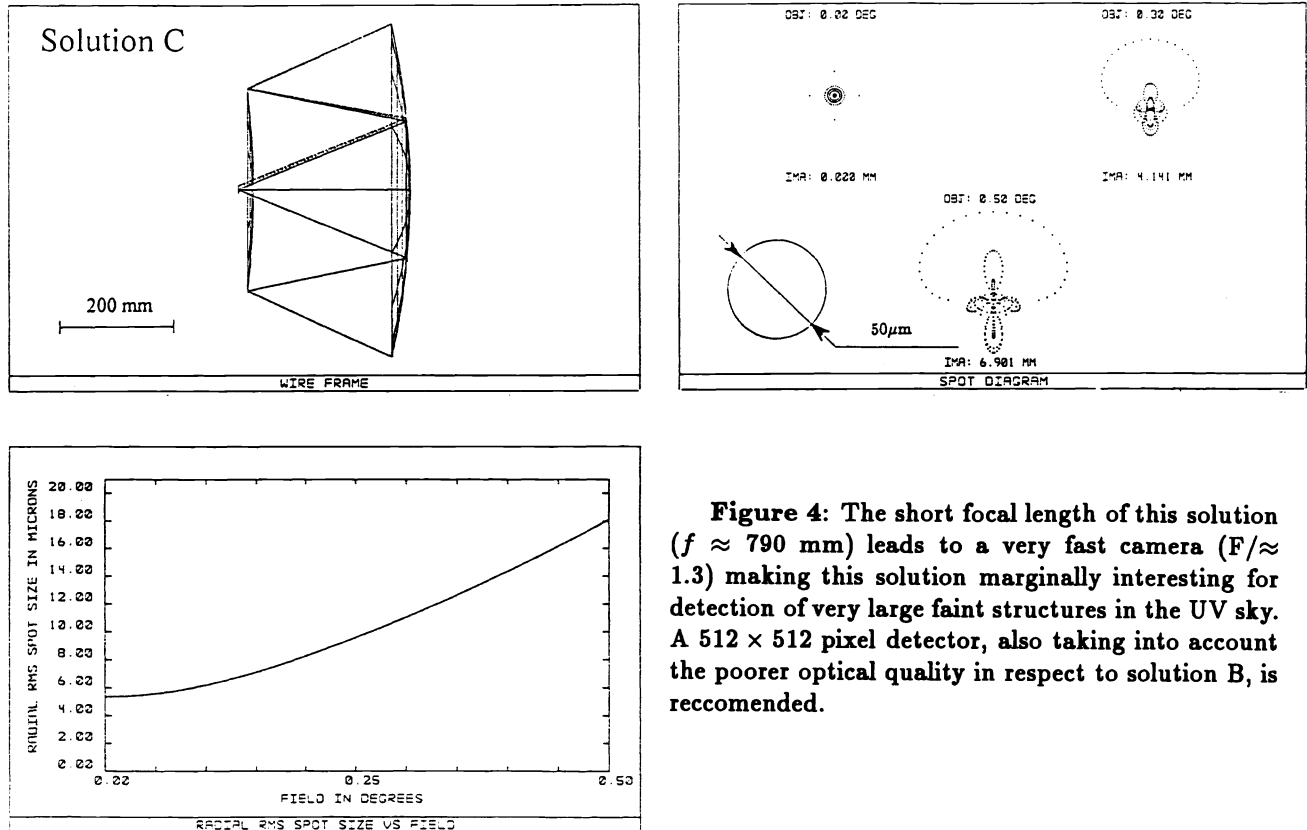 Solution C
200 mm
WIRE FRAME
OBJ: 0.00 DEG
OBJ: 0.30 DEG
IMA: 0.000 MM
IMA: 4.141 MM
OBJ: 0.50 DEG
50μm
IMA: 6.901 MM
SPOT DIAGRAM
RADIAL RMS SPOT SIZE IN MICRONS
20.00
18.00
16.00
14.00
12.00
10.00
8.00
6.00
4.00
2.00
0.00
0.00
0.25
0.50
FIELD IN DEGREES
RADIAL RMS SPOT SIZE VS FIELD
Figure 4: The short focal length of this solution
(f ≈ 790 mm) leads to a very fast camera (F/≈
1.3) making this solution marginally interesting for
detection of very large faint structures in the UV sky.
A 512 × 512 pixel detector, also taking into account
the poorer optical quality in respect to solution B, is
reccomended.